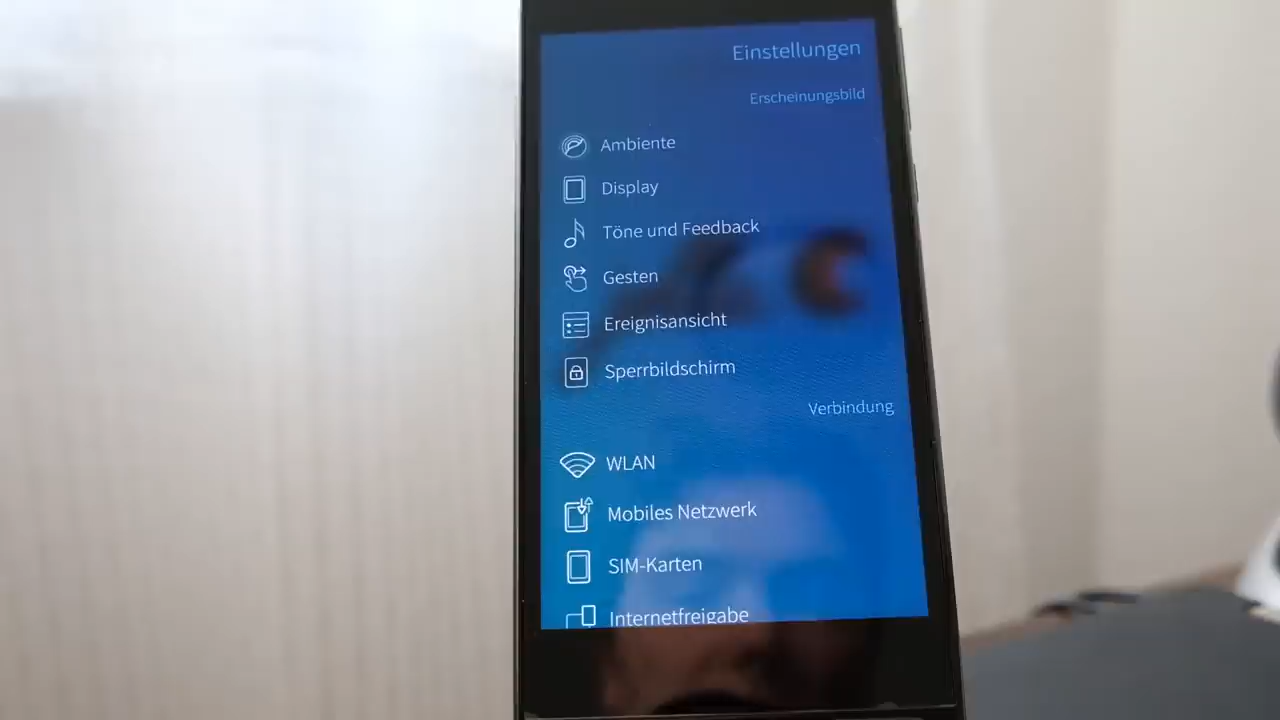 Einstellungen
Erscheinungsbild
Ambiente
Display
Töne und Feedback
Gesten
Ereignisansicht
Sperrbildschirm
Verbindung
WLAN
Mobiles Netzwerk
SIM-Karten
Internetfreigabe